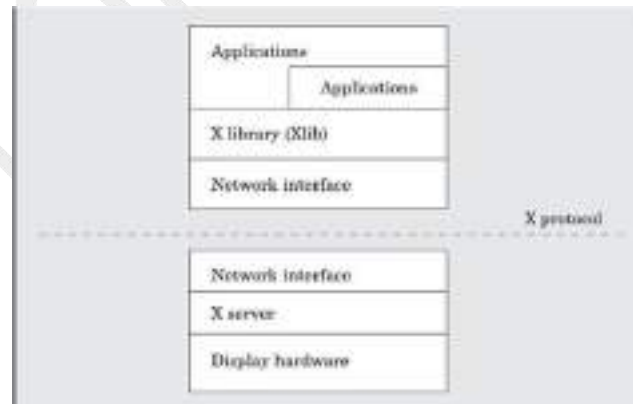 Applications
Applications
X library (Xlib)
Network interface
X protocol
Network interface
X server
Display hardware